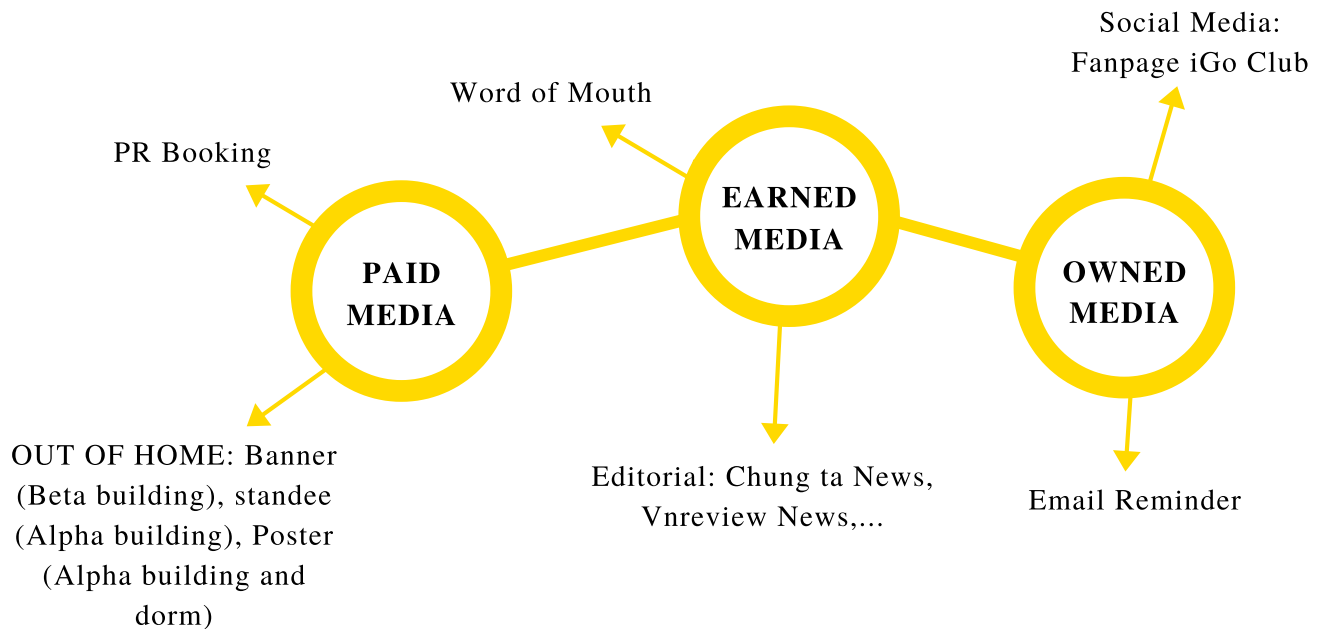 Social Media:
Fanpage iGo Club
Word of Mouth
PR Booking
EARNED
MEDIA
PAID
MEDIA
OWNED
MEDIA
OUT OF HOME: Banner
(Beta building), standee
(Alpha building), Poster
(Alpha building and
dorm)
Editorial: Chung ta News,
Vnreview News,...
Email Reminder